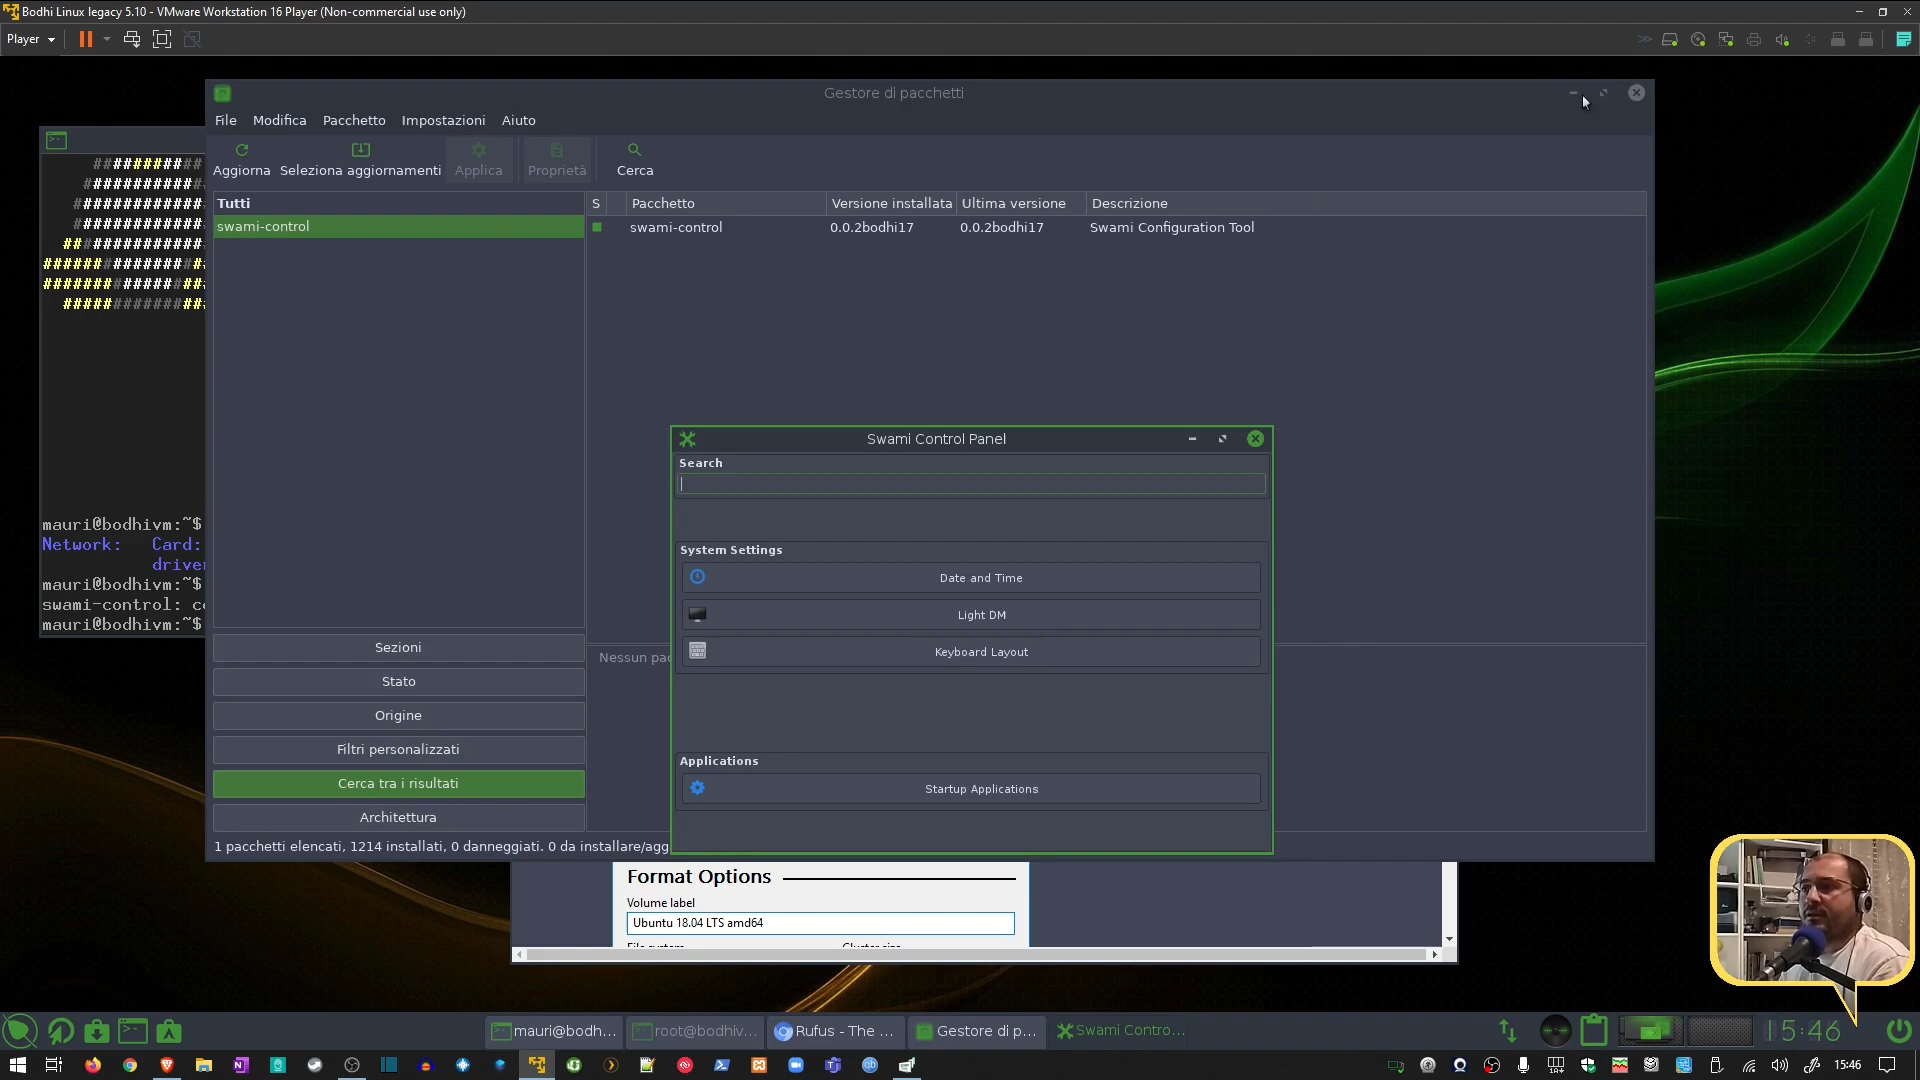 Bodhi Linux legacy 5.10 - VMware Workstation 16 Player (Non-commercial use only)
Player
Gestore di pacchetti
File Modifica Pacchetto Impostazioni Aiuto
Aggiorna Seleziona aggiornamenti Applica Proprietà Cerca
Tutti
swami-control
S Pacchetto Versione installata Ultima versione Descrizione
swami-control 0.0.2bodhi17 0.0.2bodhi17 Swami Configuration Tool
mauri@bodhivm:~$
Network: Card:
driver
mauri@bodhivm:~$
swami-control: co
mauri@bodhivm:~$
Sezioni
Stato
Origine
Filtri personalizzati
Cerca tra i risultati
Architettura
Nessun pac
1 pacchetti elencati, 1214 installati, 0 danneggiati. 0 da installare/agg
Swami Control Panel
Search
System Settings
Date and Time
Light DM
Keyboard Layout
Applications
Startup Applications
Format Options
Volume label
Ubuntu 18.04 LTS amd64
mauri@bodh... root@bodhiv... Rufus - The ... Gestore di p... Swami Contro...
15:46
15:46